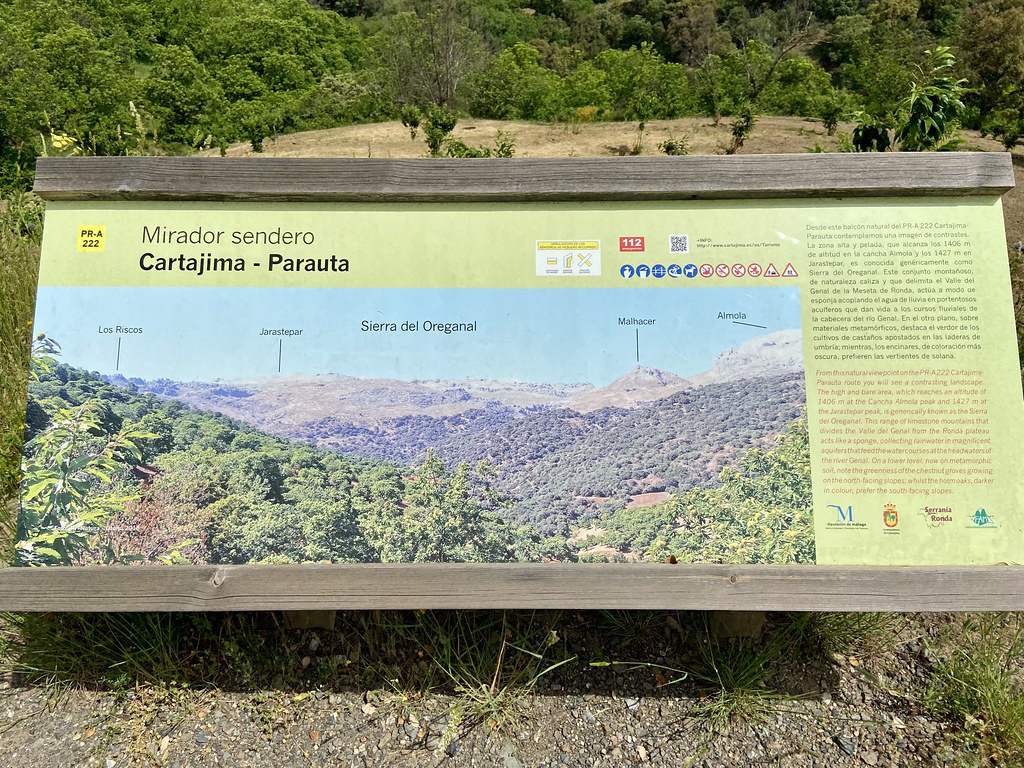 PR-A
222
Mirador sendero
Cartajima - Parauta
112
+INFO:
http://www.cartajima.es/es/Turismo
Los Riscos
Jarastepar
Sierra del Oreganal
Malhacer
Almola
Desde este balcón natural del PR-A 222 Cartajima-
Parauta contemplamos una imagen de contrastes.
La zona alta y pelada, que alcanza los 1406 m
de altitud en la cancha Almola y los 1427 m en
Jarastepar, es conocida genéricamente como
Sierra del Oreganal. Este conjunto montañoso,
de naturaleza caliza y que delimita el Valle del
Genal de la Meseta de Ronda, actúa a modo de
esponja acopiando el agua de lluvia en portentosos
acuíferos que dan vida a los cursos fluviales de
la cabecera del río Genal. En el otro plano, sobre
materiales metamórficos, destaca el verdor de los
cultivos de castaños apostados en las laderas de
umbría; mientras, los encinares, de coloración más
oscura, prefieren las vertientes de solana.
From this natural viewpoint on the PR-A 222 Cartajima-
Parauta route you will see a contrasting landscape.
The high and bare area, which reaches an altitude of
1406 m at the Cancha Almola peak and 1427 m at
the Jarastepar peak, is generically known as the Sierra
del Oreganal. This range of limestone mountains that
divides the Valle del Genal from the Ronda plateau
acts like a sponge, collecting rainwater in magnificent
aquifers that feed the watercourses at the headwaters of
the river Genal. On a lower level, now on metamorphic
soil, note the greenness of the chestnut groves growing
on the north-facing slopes; whilst the holm oaks, darker
in colour, prefer the south-facing slopes.
diputación de málaga
Serranía
Ronda